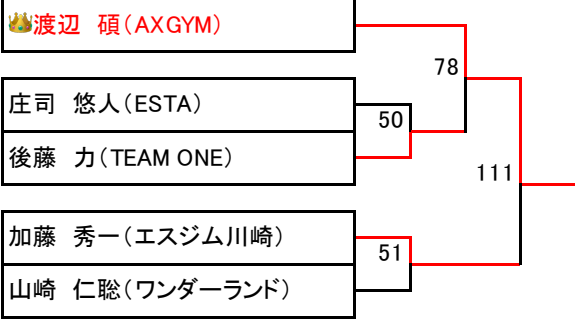 渡辺　碩（AXGYM）
78
庄司　悠人（ESTA）
50
後藤　力（TEAM ONE）
111
加藤　秀一（エスジム川崎）
51
山崎　仁聡（ワンダーランド）